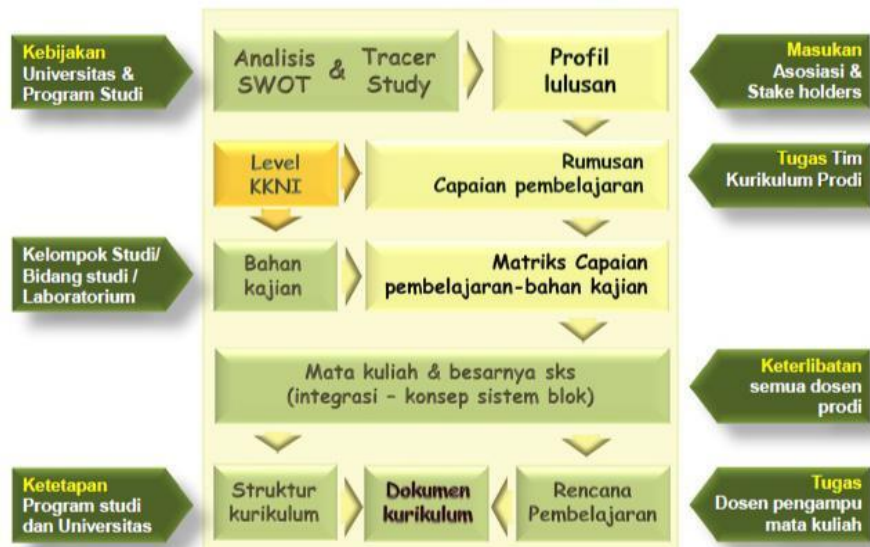 Kebijakan
Universitas &
Program Studi
Analisis
SWOT
&
Tracer
Study
Profil
lulusan
Masukan
Asosiasi &
Stake holders
Level
KKNI
Rumusan
Capaian pembelajaran
Tugas Tim
Kurikulum Prodi
Kelompok Studi/
Bidang studi /
Laboratorium
Bahan
kajian
Matriks Capaian
pembelajaran-bahan kajian
Mata kuliah & besarnya sks
(integrasi – konsep sistem blok)
Keterlibatan
semua dosen
prodi
Ketetapan
Program studi
dan Universitas
Struktur
kurikulum
Dokumen
kurikulum
Rencana
Pembelajaran
Tugas
Dosen pengampu
mata kuliah